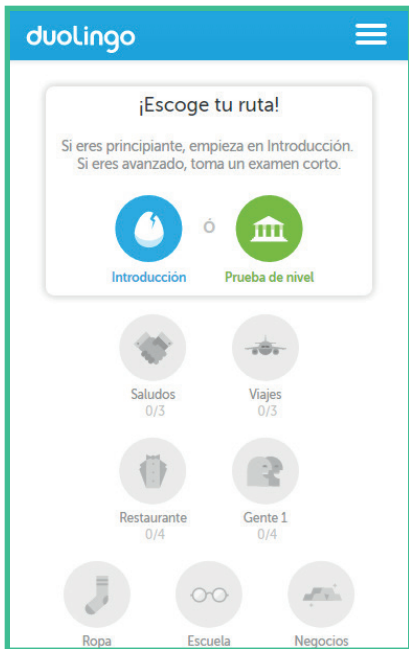 duolingo
¡Escoge tu ruta!
Si eres principiante, empieza en Introducción.
Si eres avanzado, toma un examen corto.
Ó
Introducción Prueba de nivel
Saludos Viajes
0/3 0/3
Restaurante Gente 1
0/4 0/4
Ropa Escuela Negocios